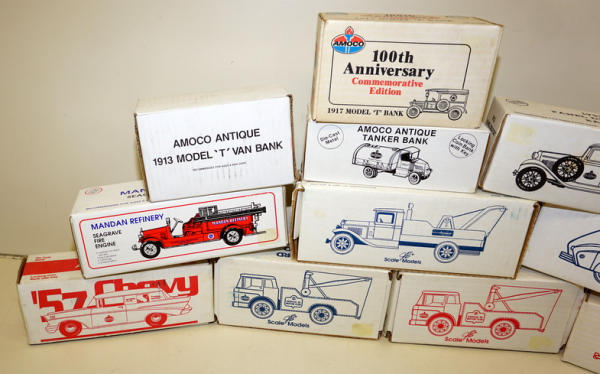 AMOCO
100th
Anniversary
Commemorative
Edition
1917 MODEL 'T' BANK
AMOCO ANTIQUE
1913 MODEL 'T' VAN BANK
Die Cast
Metal
AMOCO ANTIQUE
TANKER BANK
Locking
Coin Bank
with Key
MANDAN REFINERY
SEAGRAVE
FIRE
ENGINE
MANDAN REFINERY
'57 Chevy
Scale Models
Scale Models
Scale Models